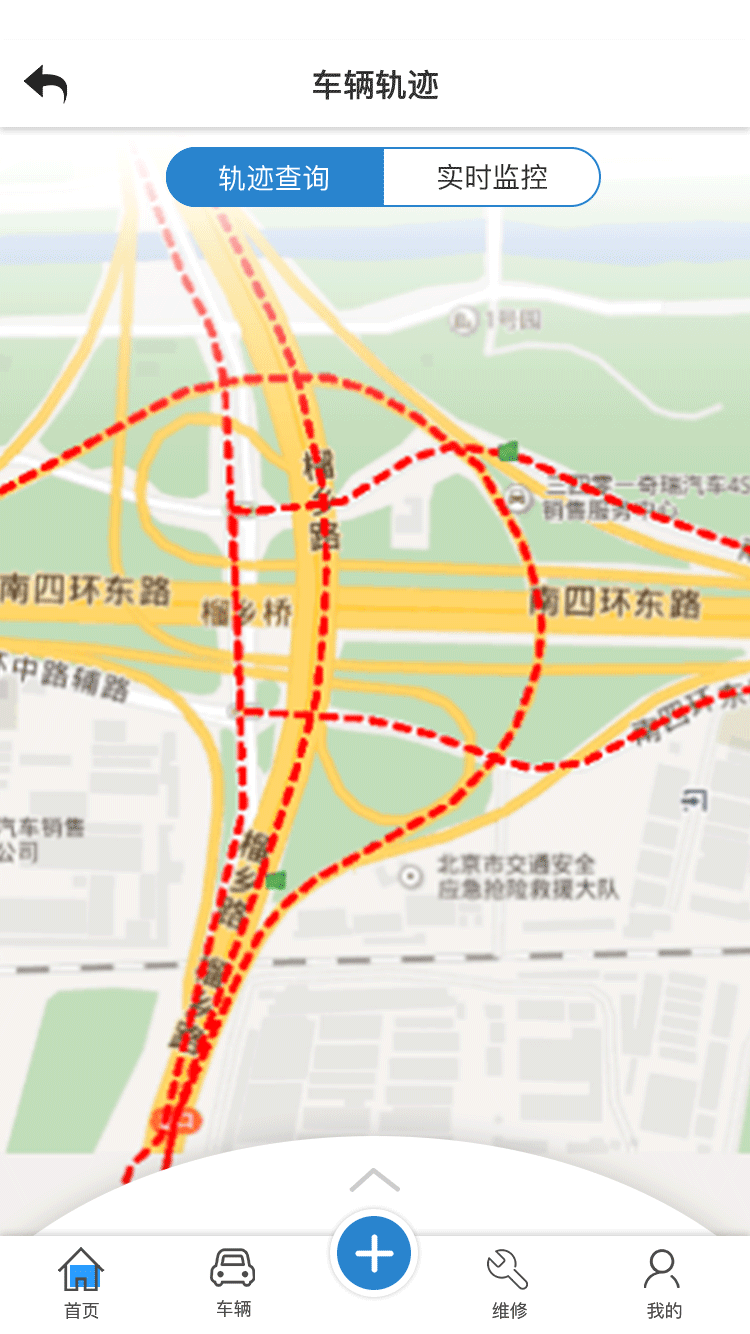 车辆轨迹
轨迹查询
实时监控
1号园
榴乡路
三四零一奇瑞汽车4S
销售服务中心
南四环东路
榴乡桥
南四环东路
环中路辅路
南四环东
汽车销售
公司
榴乡路
北京市交通安全
应急抢险救援大队
榴乡路
首页
车辆
维修
我的